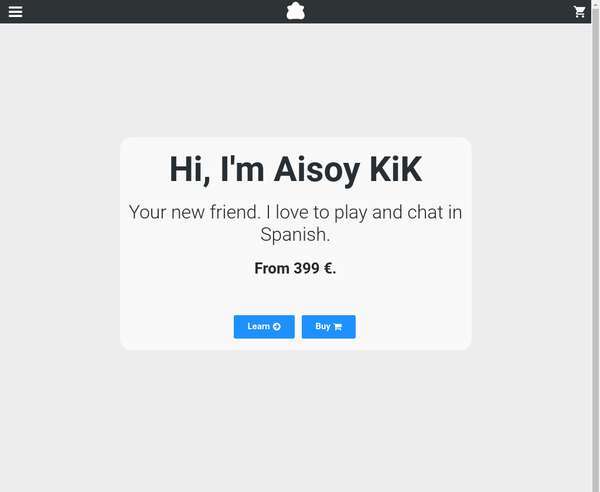 Hi, I'm Aisoy KiK
Your new friend. I love to play and chat in
Spanish.
From 399 €.
Learn
Buy